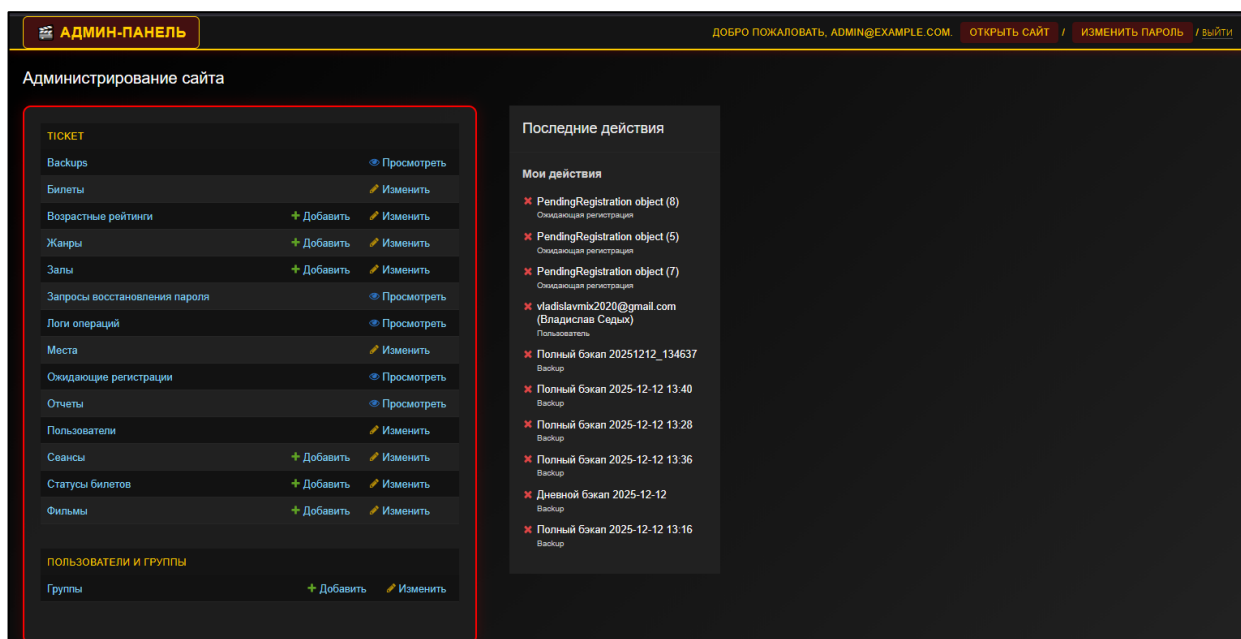 АДМИН-ПАНЕЛЬ
ДОБРО ПОЖАЛОВАТЬ, ADMIN@EXAMPLE.COM. ОТКРЫТЬ САЙТ / ИЗМЕНИТЬ ПАРОЛЬ / ВЫЙТИ
Администрирование сайта
TICKET
Backups Просмотреть
Билеты Изменить
Возрастные рейтинги Добавить Изменить
Жанры Добавить Изменить
Залы Добавить Изменить
Запросы восстановления пароля Просмотреть
Логи операций Просмотреть
Места Изменить
Ожидающие регистрации Просмотреть
Отчеты Просмотреть
Пользователи Изменить
Сеансы Добавить Изменить
Статусы билетов Добавить Изменить
Фильмы Добавить Изменить
ПОЛЬЗОВАТЕЛИ И ГРУППЫ
Группы Добавить Изменить
Последние действия
Мои действия
PendingRegistration object (8)
Ожидающая регистрация
PendingRegistration object (5)
Ожидающая регистрация
PendingRegistration object (7)
Ожидающая регистрация
vladislavmix2020@gmail.com
(Владислав Седых)
Пользователь
Полный бэкап 20251212_134637
Backup
Полный бэкап 2025-12-12 13:40
Backup
Полный бэкап 2025-12-12 13:28
Backup
Полный бэкап 2025-12-12 13:36
Backup
Дневной бэкап 2025-12-12
Backup
Полный бэкап 2025-12-12 13:16
Backup